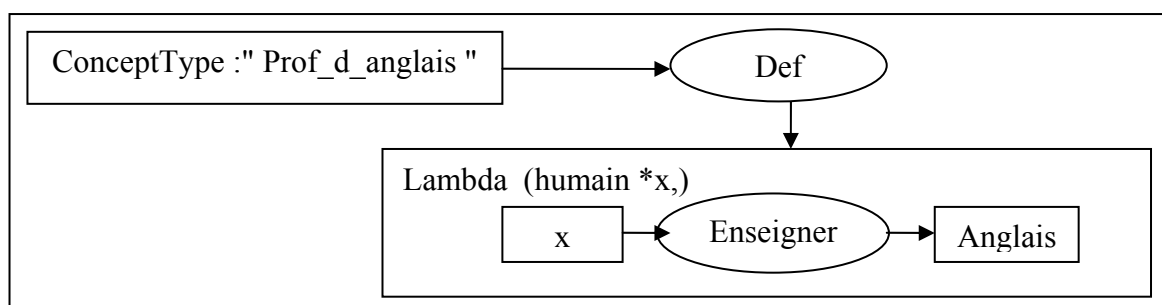 ConceptType :" Prof_d_anglais "
Def
Lambda (humain *x,)
x
Enseigner
Anglais